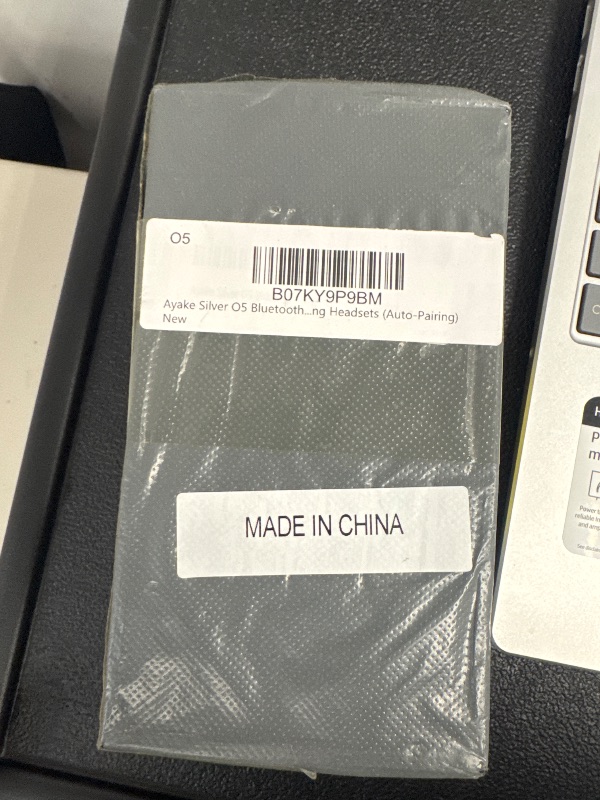 O5
B07KY9P9BM
Ayake Silver O5 Bluetooth...ng Headsets (Auto-Pairing)
New
MADE IN CHINA